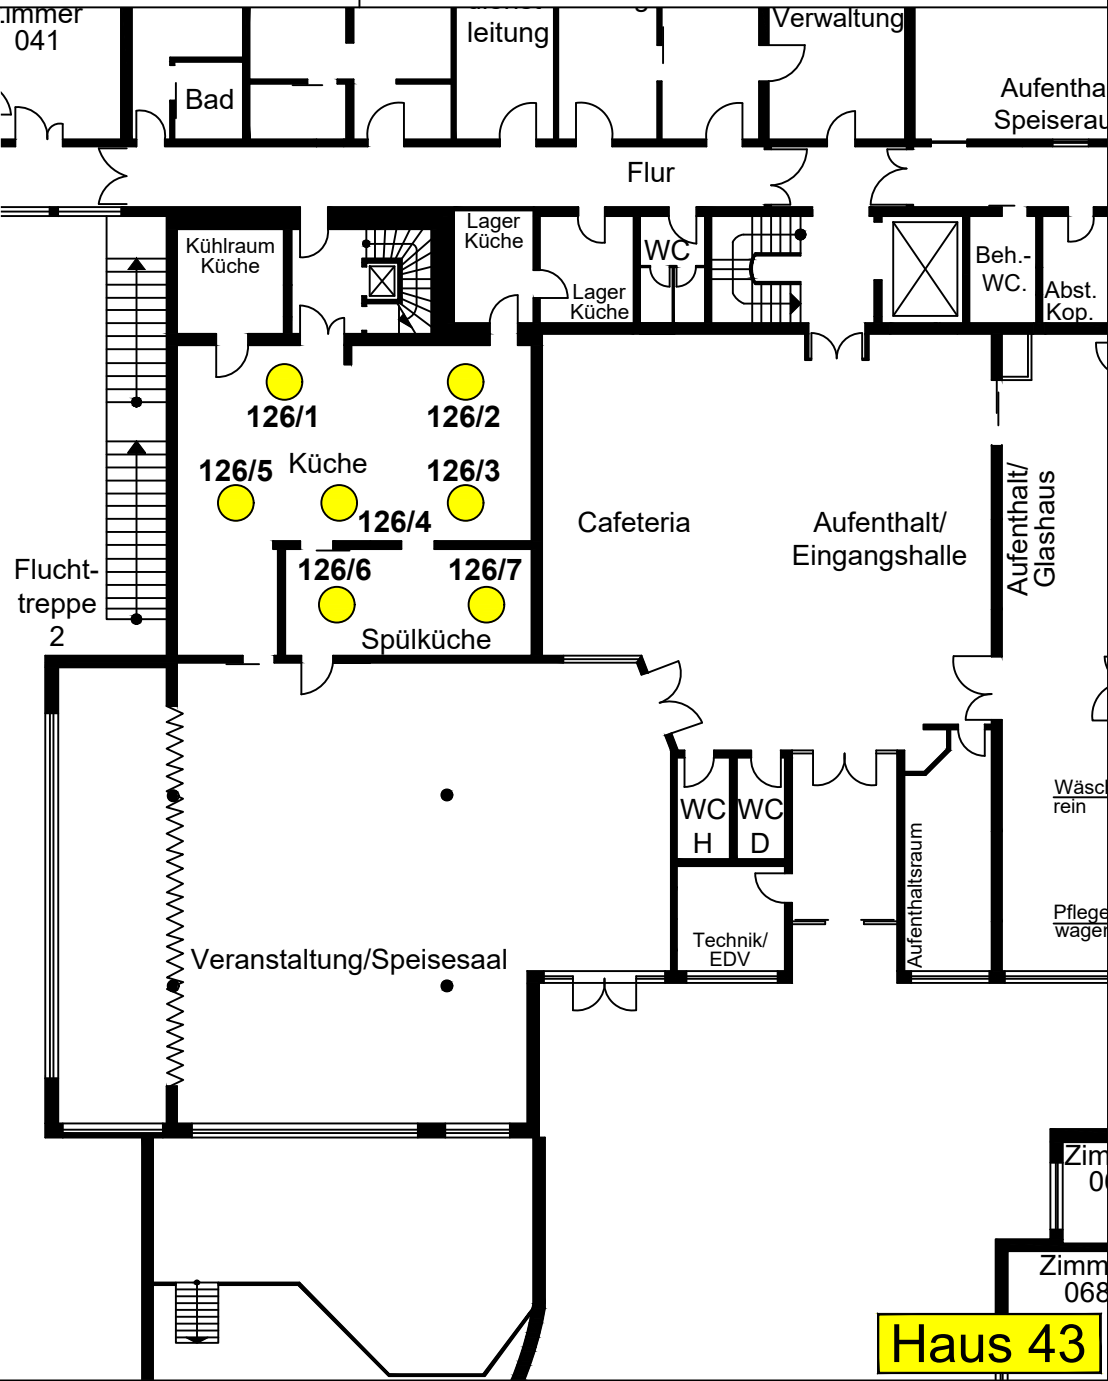 041
leitung
Verwaltung
Bad
Flur
Kühlraum
Küche
Lager
Küche
WC
Lager
Küche
Beh.-
WC.
Abst.
Kop.
126/1
126/2
126/5
Küche
126/3
126/4
126/6
126/7
Spülküche
Cafeteria
Aufenthalt/
Eingangshalle
Aufenthalt/
Glashaus
Flucht-
treppe
2
WC
H
WC
D
Technik/
EDV
Aufenthaltsraum
rein
Veranstaltung/Speisesaal
068
Haus 43